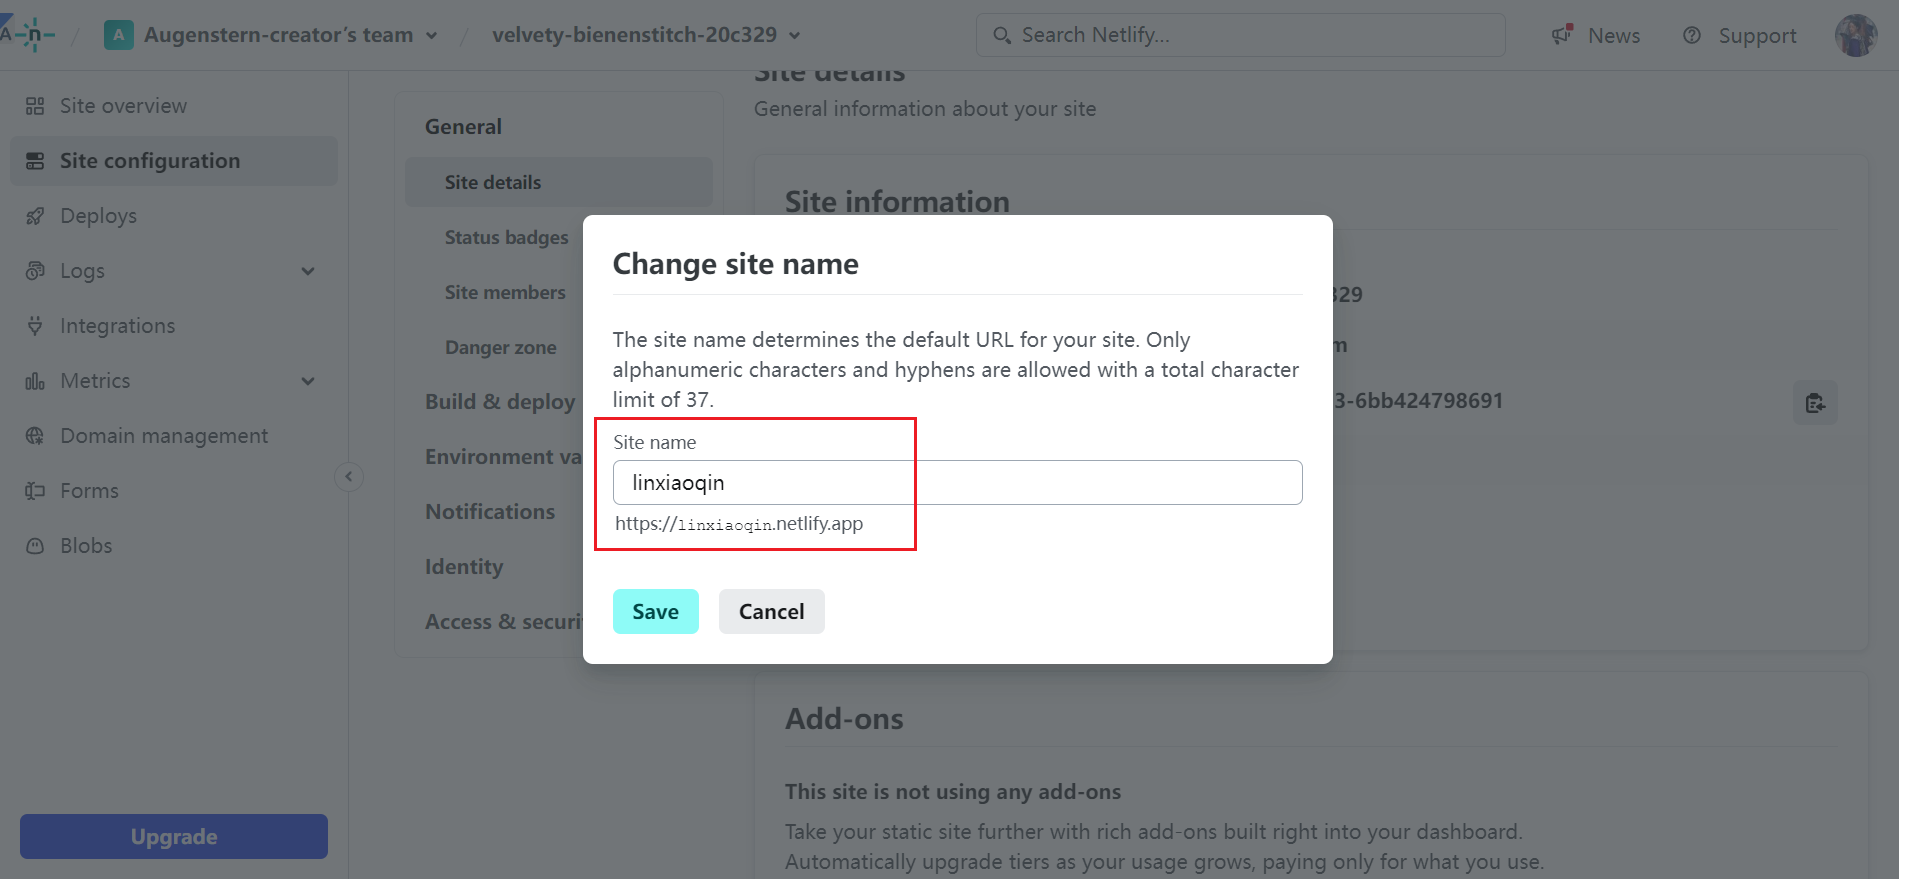 A n / A Augenstern-creator's team / velvety-bienenstitch-20c329 Search Netlify... News Support
Site overview
Site configuration
Deploys
Logs
Integrations
Metrics
Domain management
Forms
Blobs
Upgrade
General
Site details
Status badges
Site members
Danger zone
Build & deploy
Environment va
Notifications
Identity
Access & securi
Site details
General information about your site
Site information
329
m
3-6bb424798691
Change site name
The site name determines the default URL for your site. Only
alphanumeric characters and hyphens are allowed with a total character
limit of 37.
Site name
linxiaoqin
https://linxiaoqin.netlify.app
Save Cancel
Add-ons
This site is not using any add-ons
Take your static site further with rich add-ons built right into your dashboard.
Automatically upgrade tiers as your usage grows, paying only for what you use.